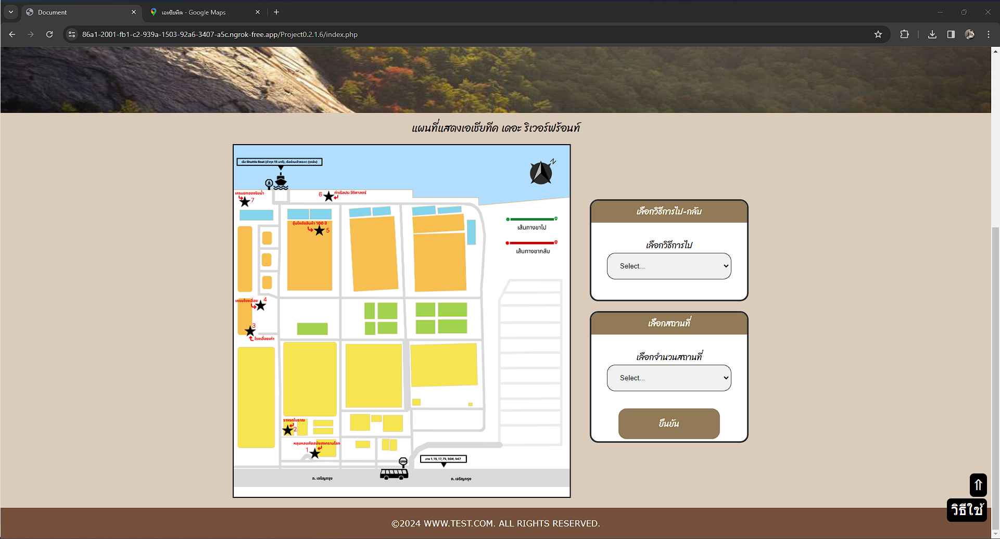 Document
เอเชียทีค - Google Maps
86a1-2001-fb1-c2-939a-1503-92a6-3407-a5c.ngrok-free.app/Project0.2.1.6/index.php
แผนที่แสดงเอเชียทีค เดอะ ริเวอร์ฟร้อนท์
เรือ Shuttle Boat (ทำทุก 15 นาที), เรือด่วนเจ้าพระยา (รถส้ม)
N
เครนยกของริมน้ำ
7
6
ท่าเรือประวัติศาสตร์
ซุ้มโกดังสินค้า 100 ปี
5
เส้นทางขาไป
เส้นทางขากลับ
เครนโรงเลื่อย
4
3
โรงเลื่อยเก่า
รางรถโบราณ
2
หลุมหลบภัยสมัยสงครามโลก
1
สาย 1, 15, 17, 75, 504, 547
ถ. เจริญกรุง
ถ. เจริญกรุง
เลือกวิธีการไป-กลับ
เลือกวิธีการไป
Select...
เลือกสถานที่
เลือกจำนวนสถานที่
Select...
ยืนยัน
⇑
วิธีใช้
©2024 WWW.TEST.COM. ALL RIGHTS RESERVED.